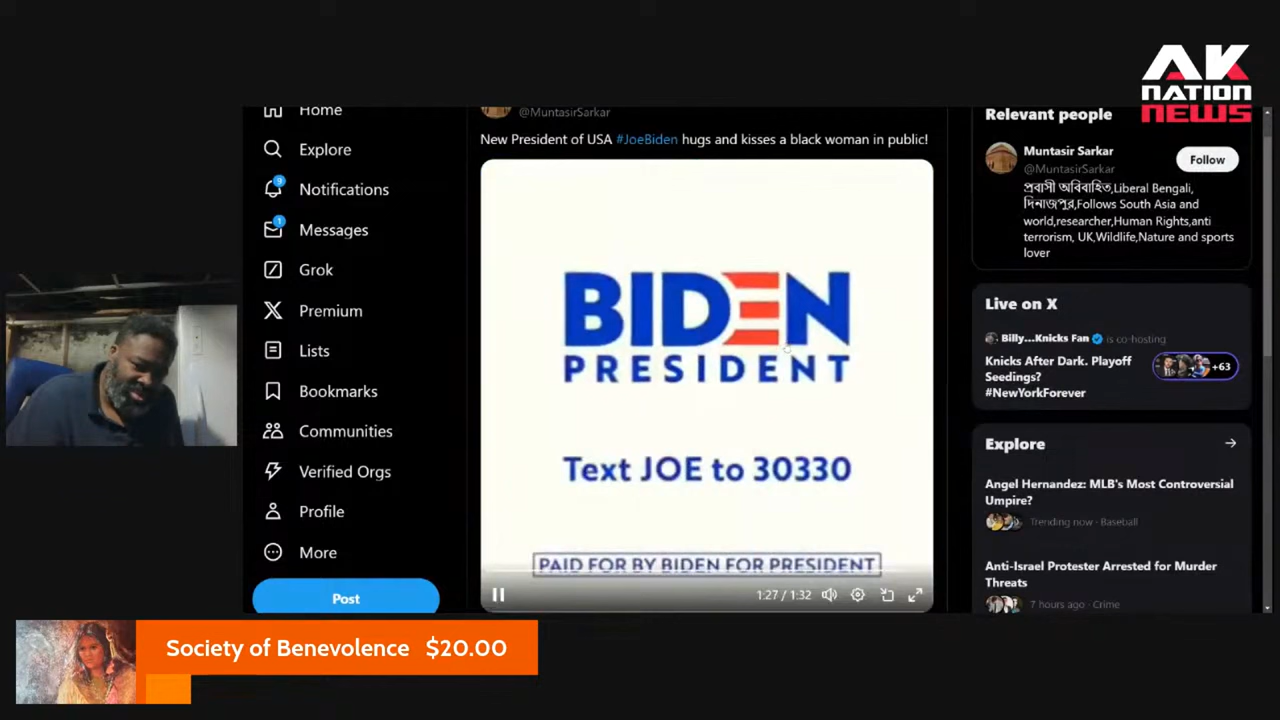 AK
NATION
NEWS
Home
Explore
9
Notifications
1
Messages
Grok
Premium
Lists
Bookmarks
Communities
Verified Orgs
Profile
More
Post
@MuntasirSarkar
New President of USA #JoeBiden hugs and kisses a black woman in public!
BIDEN
PRESIDENT
Text JOE to 30330
PAID FOR BY BIDEN FOR PRESIDENT
1:27 / 1:32
Relevant people
Muntasir Sarkar
@MuntasirSarkar
Follow
প্রবাসী অবিবাহিত,Liberal Bengali,
দিনাজপুর,Follows South Asia and
world,researcher,Human Rights,anti
terrorism, UK,Wildlife,Nature and sports
lover
Live on X
Billy...Knicks Fan is co-hosting
Knicks After Dark. Playoff
Seedings?
#NewYorkForever
+63
Explore
Angel Hernandez: MLB's Most Controversial
Umpire?
Trending now · Baseball
Anti-Israel Protester Arrested for Murder
Threats
7 hours ago · Crime
Society of Benevolence $20.00